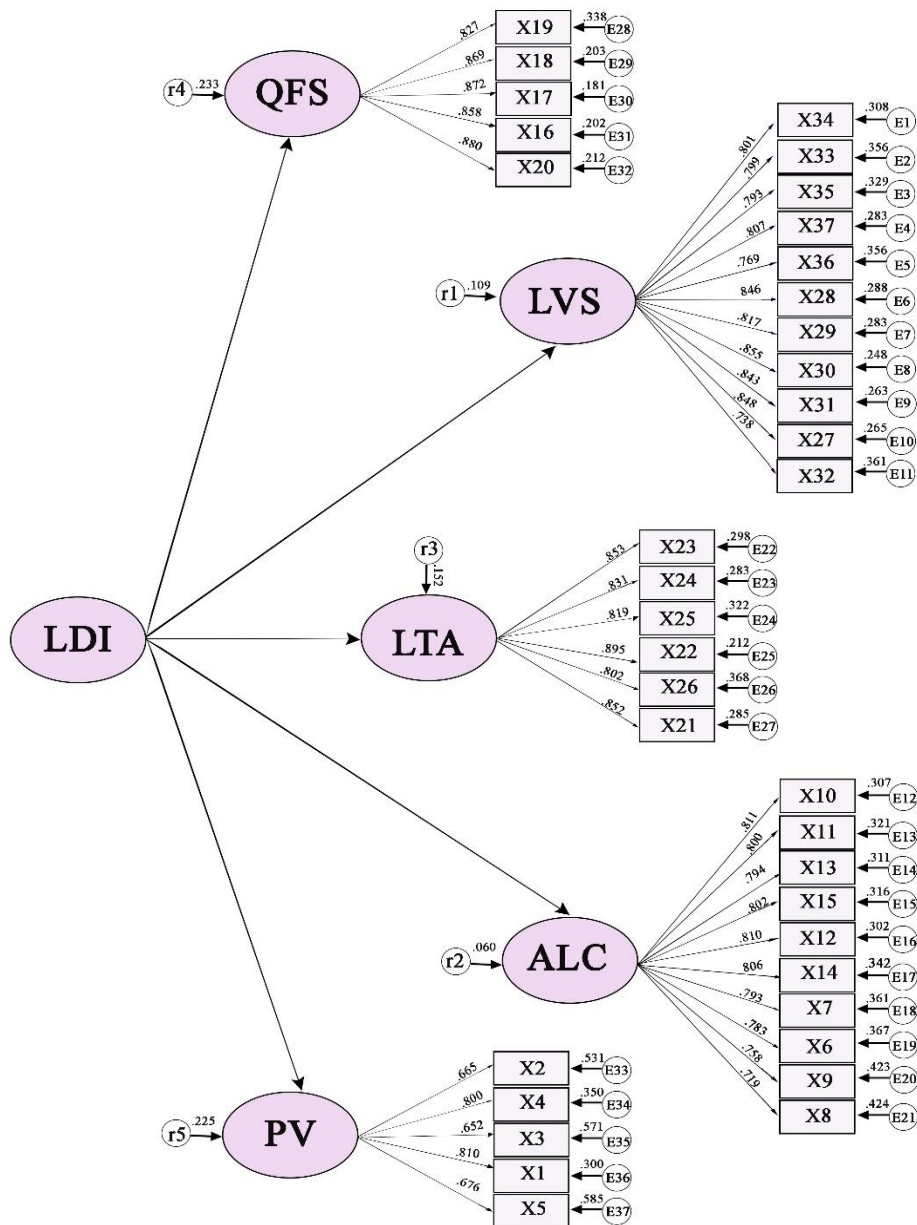 r4 .233 QFS
.827 X19 .338 E28
.869 X18 .203 E29
.872 X17 .181 E30
.858 X16 .202 E31
.880 X20 .212 E32
r1 .109 LVS
.801 X34 .308 E1
.799 X33 .356 E2
.793 X35 .329 E3
.807 X37 .283 E4
.769 X36 .356 E5
846 X28 .288 E6
.817 X29 .283 E7
.855 X30 .248 E8
.843 X31 .263 E9
.848 X27 .265 E10
.738 X32 .361 E11
LDI
r3 .152 LTA
.853 X23 .298 E22
.831 X24 .283 E23
.819 X25 .322 E24
.895 X22 .212 E25
.802 X26 .368 E26
.852 X21 .285 E27
r2 .060 ALC
.811 X10 .307 E12
.800 X11 .321 E13
.794 X13 .311 E14
.802 X15 .316 E15
.810 X12 .302 E16
806 X14 .342 E17
.793 X7 .361 E18
.783 X6 .367 E19
.758 X9 .423 E20
.719 X8 .424 E21
r5 .225 PV
.665 X2 .531 E33
.800 X4 .350 E34
.652 X3 .571 E35
.810 X1 .300 E36
.676 X5 .585 E37